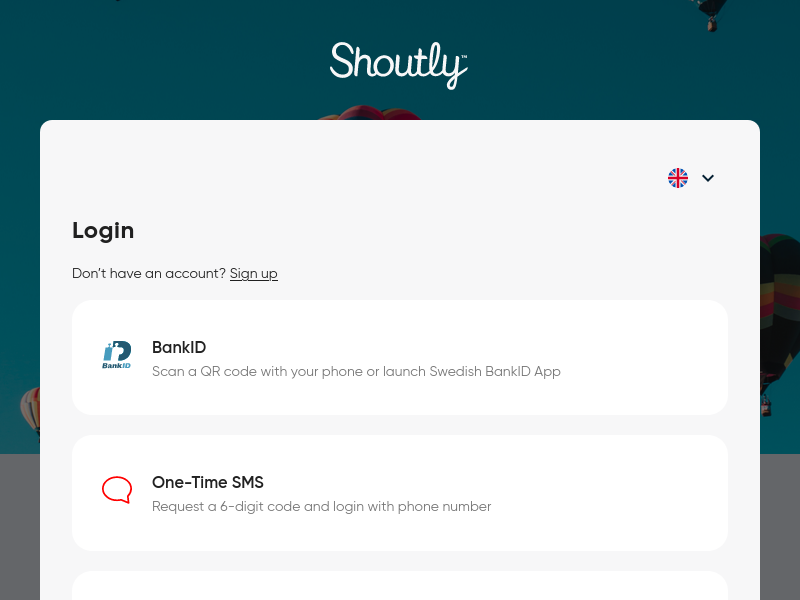 Shoutly™
Login
Don't have an account? Sign up
BankID
BankID
Scan a QR code with your phone or launch Swedish BankID App
One-Time SMS
Request a 6-digit code and login with phone number